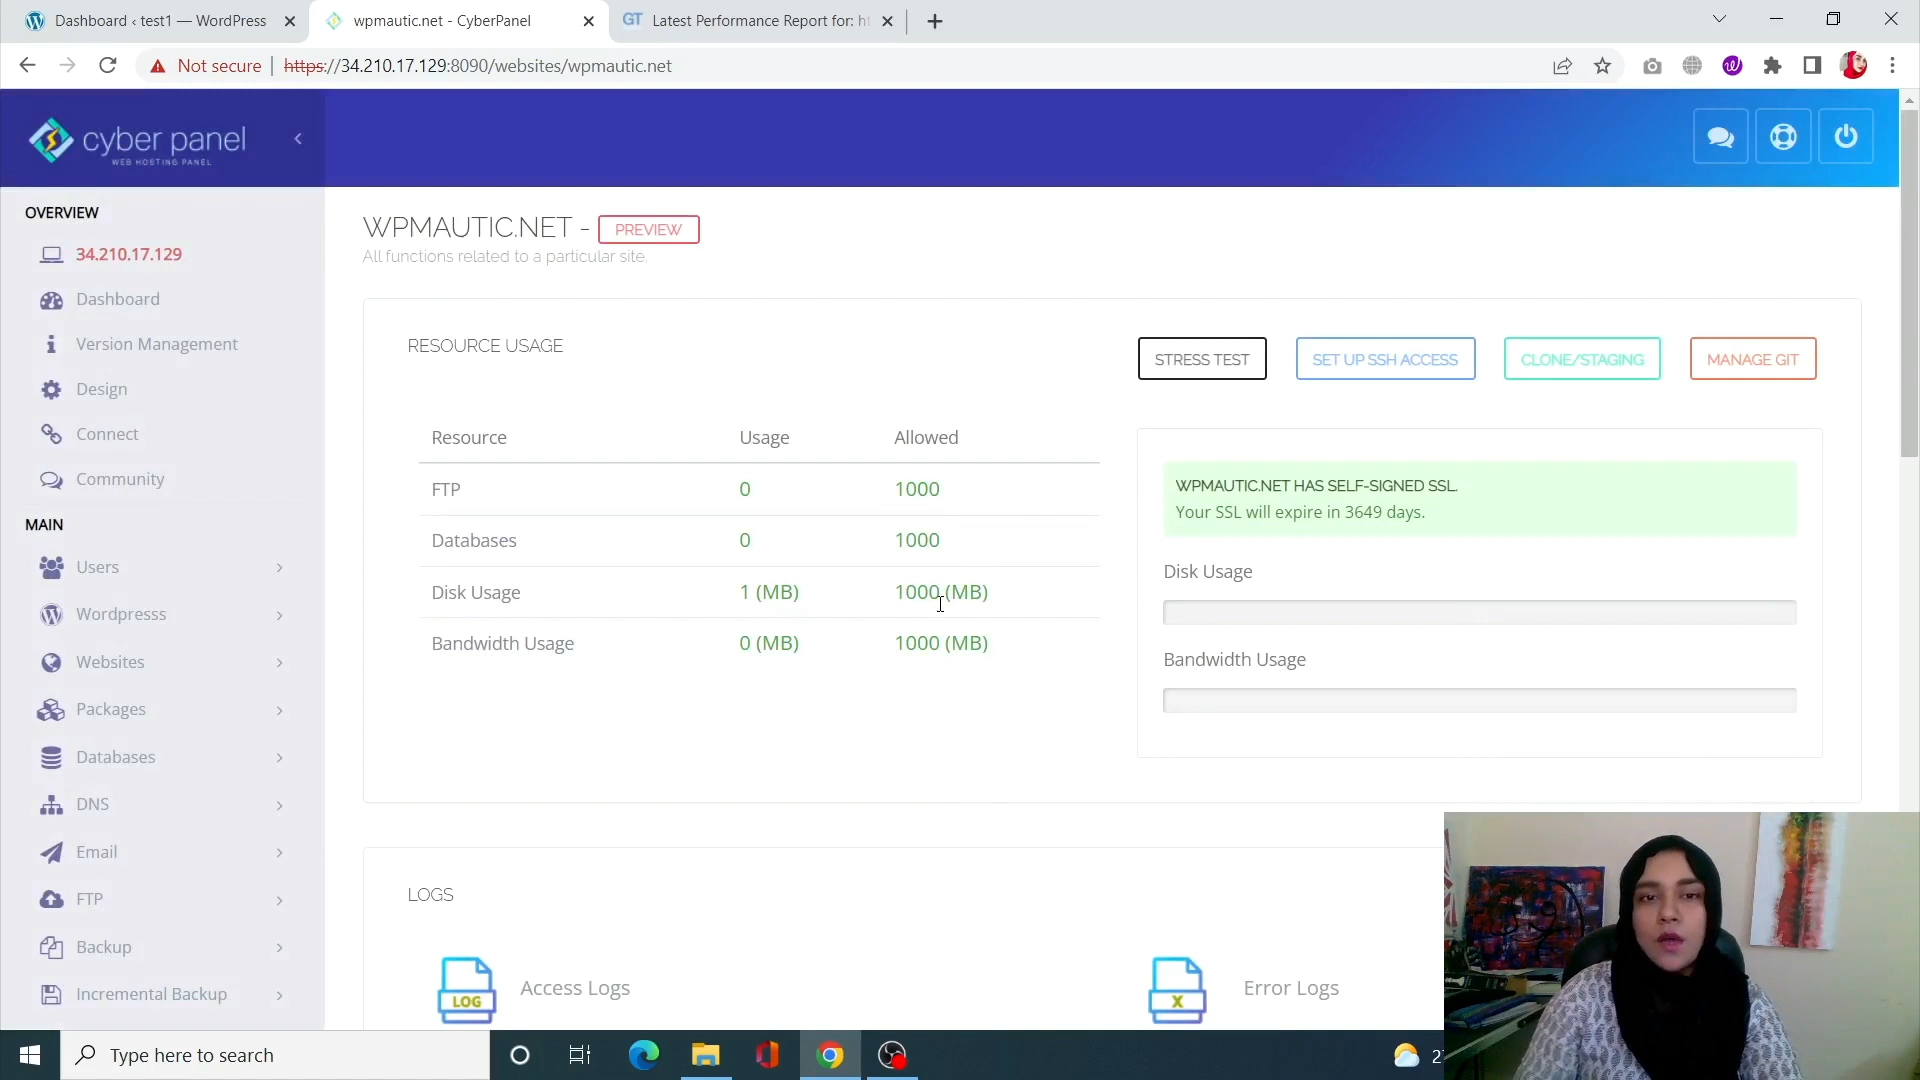 Dashboard ‹ test1 — WordPress
wpmautic.net - CyberPanel
GT Latest Performance Report for: ht
Not secure | https://34.210.17.129:8090/websites/wpmautic.net
cyber panel
WEB HOSTING PANEL
OVERVIEW
34.210.17.129
Dashboard
Version Management
Design
Connect
Community
MAIN
Users
Wordpresss
Websites
Packages
Databases
DNS
Email
FTP
Backup
Incremental Backup
WPMAUTIC.NET - PREVIEW
All functions related to a particular site.
RESOURCE USAGE
STRESS TEST
SET UP SSH ACCESS
CLONE/STAGING
MANAGE GIT
Resource Usage Allowed
FTP 0 1000
Databases 0 1000
Disk Usage 1 (MB) 1000 (MB)
Bandwidth Usage 0 (MB) 1000 (MB)
WPMAUTIC.NET HAS SELF-SIGNED SSL.
Your SSL will expire in 3649 days.
Disk Usage
Bandwidth Usage
LOGS
LOG
Access Logs
X
Error Logs
Type here to search